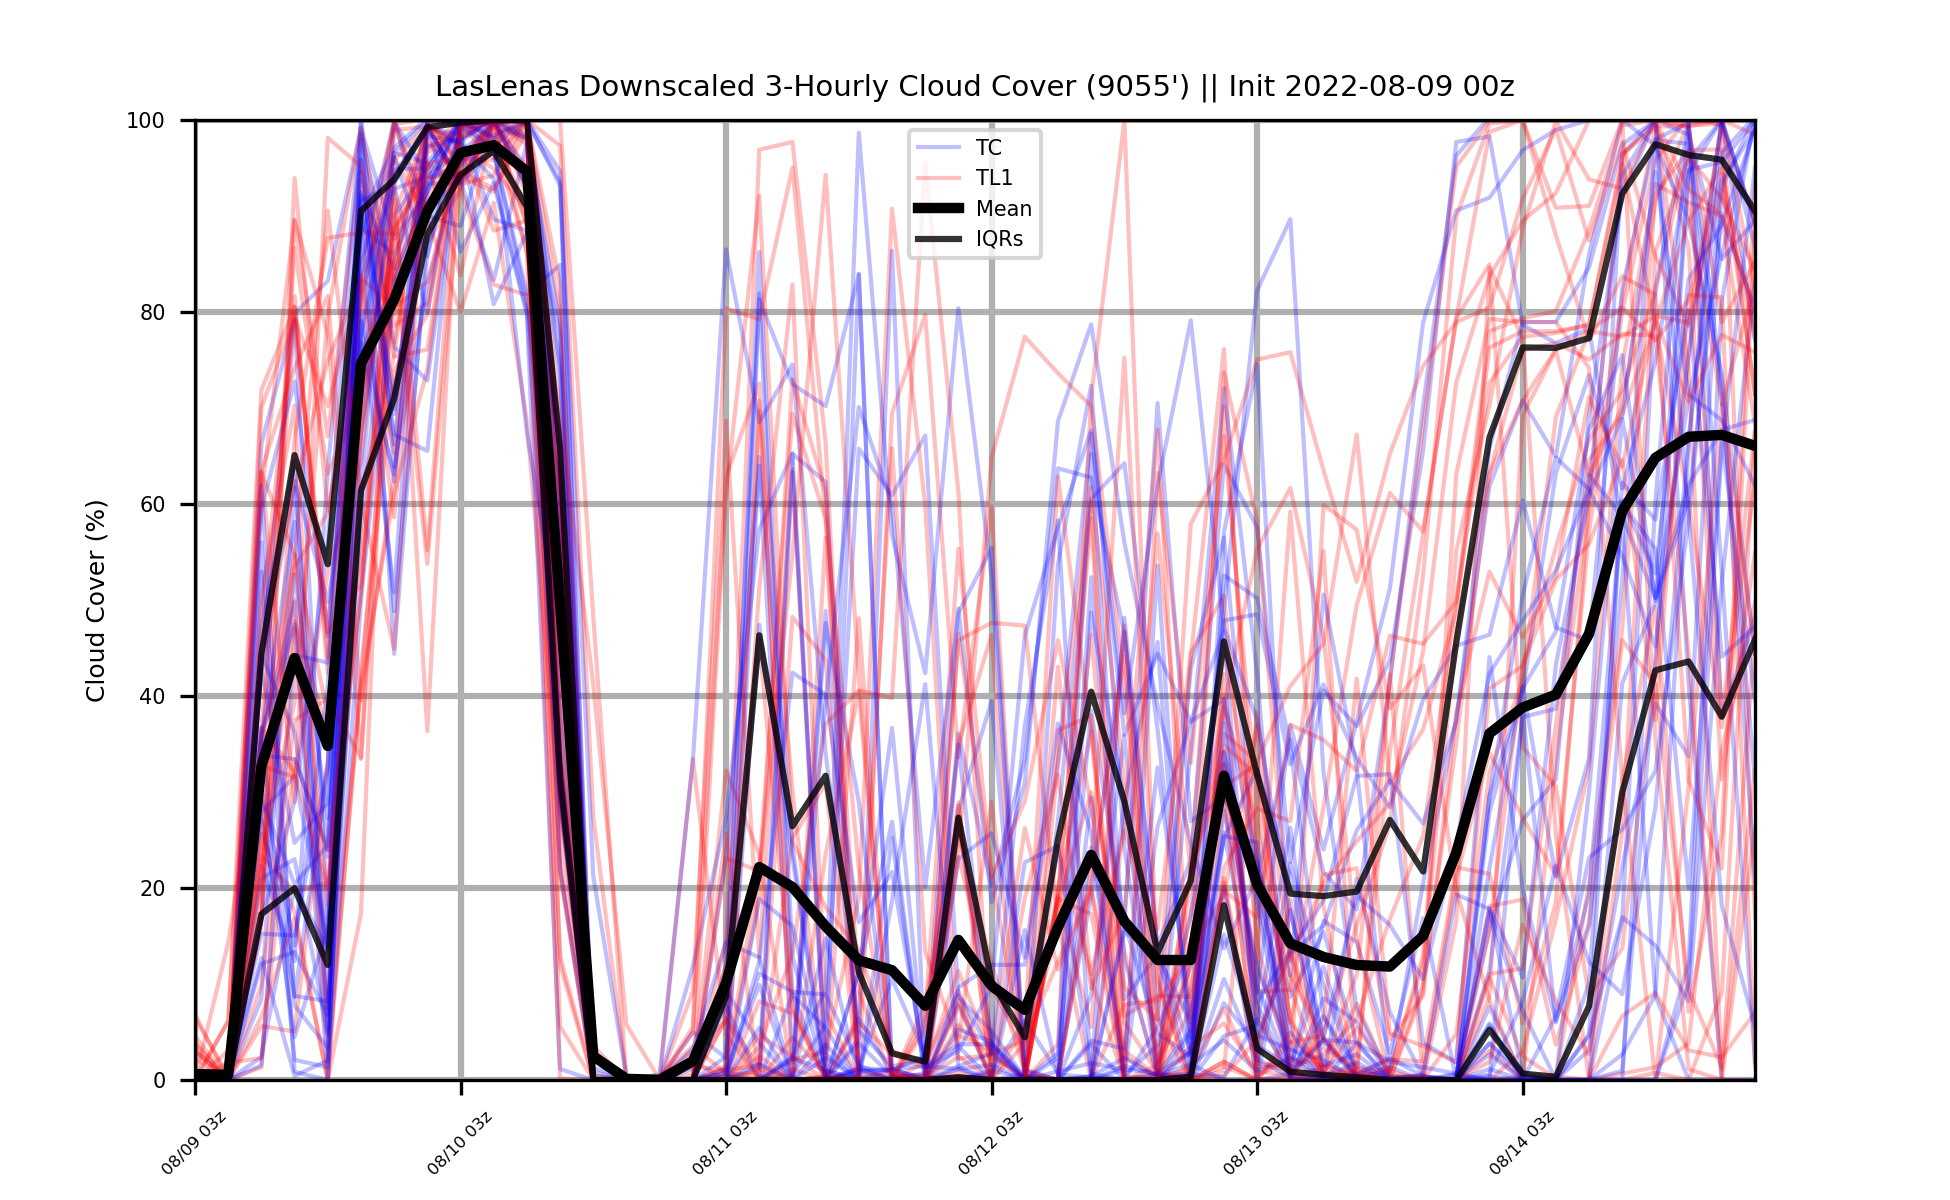 LasLenas Downscaled 3-Hourly Cloud Cover (9055') || Init 2022-08-09 00z
TC
TL1
Mean
IQRs
Cloud Cover (%)
100
80
60
40
20
0
08/09 03z
08/10 03z
08/11 03z
08/12 03z
08/13 03z
08/14 03z